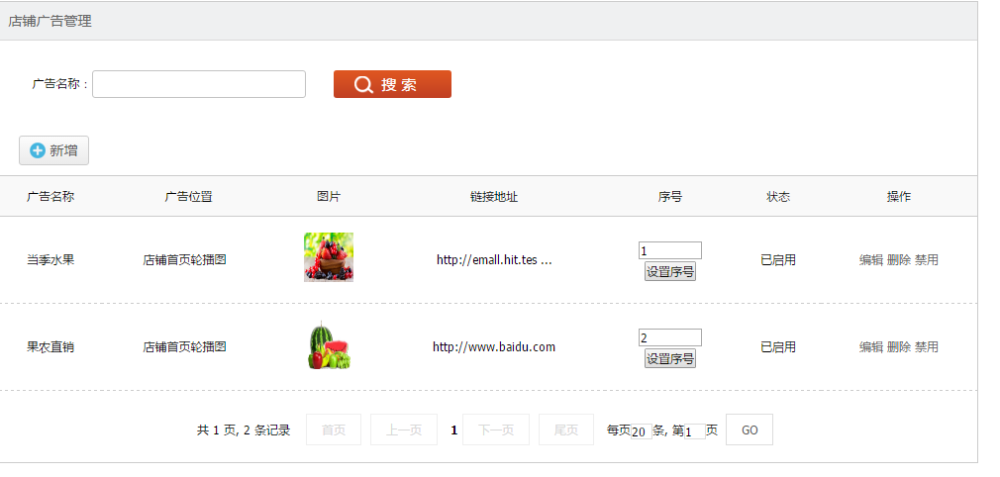 店铺广告管理
广告名称： 搜 索
新增
广告名称 广告位置 图片 链接地址 序号 状态 操作
当季水果 店铺首页轮播图 http://emall.hit.tes ... 1 已启用 编辑 删除 禁用
设置序号
果农直销 店铺首页轮播图 http://www.baidu.com 2 已启用 编辑 删除 禁用
设置序号
共 1 页, 2 条记录 首页 上一页 1 下一页 尾页 每页20条, 第1页 GO